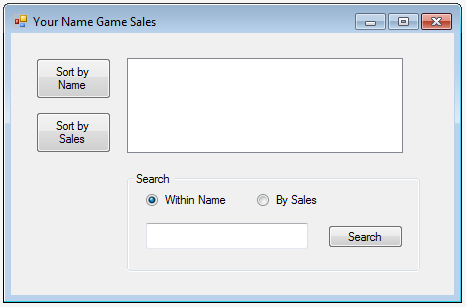 Your Name Game Sales
Sort by
Name
Sort by
Sales
Search
Within Name
By Sales
Search